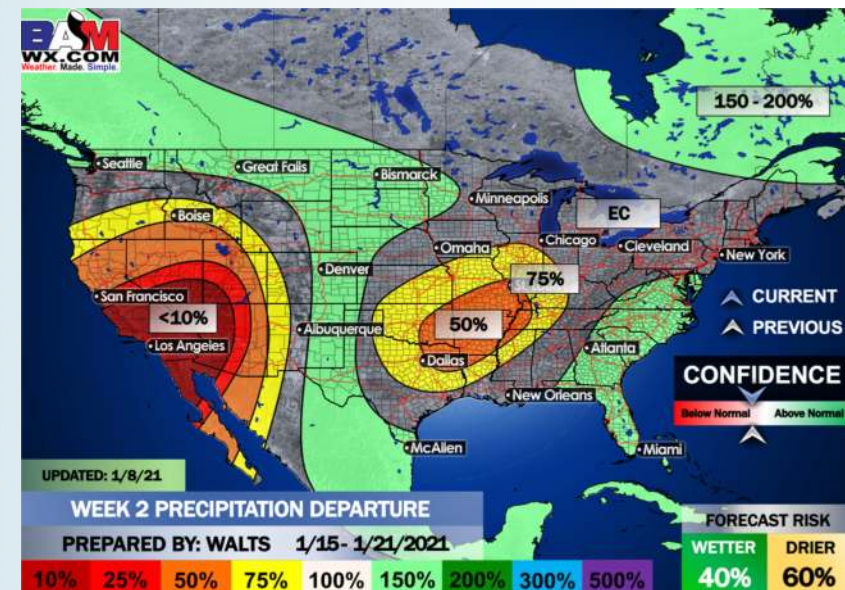 BAM
WX.COM
Weather. Made. Simple.
150 - 200%
Seattle
Great Falls
Bismarck
Minneapolis
EC
Boise
Omaha
Chicago
Cleveland
New York
75%
Denver
San Francisco
<10%
CURRENT
PREVIOUS
50%
Albuquerque
Los Angeles
Dallas
Atlanta
CONFIDENCE
Below Normal Above Normal
New Orleans
McAllen
Miami
UPDATED: 1/8/21
WEEK 2 PRECIPITATION DEPARTURE
PREPARED BY: WALTS 1/15- 1/21/2021
FORECAST RISK
WETTER DRIER
40% 60%
10% 25% 50% 75% 100% 150% 200% 300% 500%